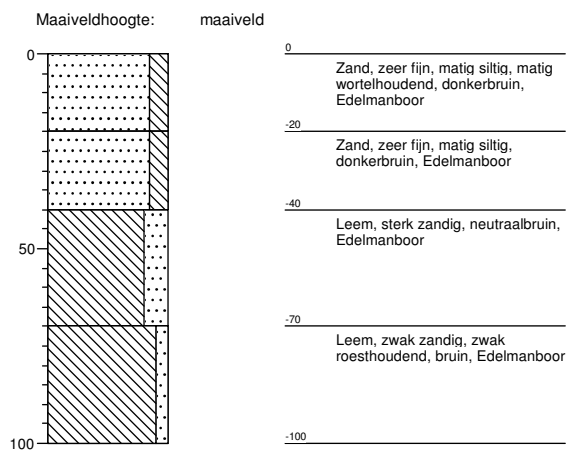 Maaiveldhoogte: maaiveld
0
50
100
0
Zand, zeer fijn, matig siltig, matig
wortelhoudend, donkerbruin,
Edelmanboor
-20
Zand, zeer fijn, matig siltig,
donkerbruin, Edelmanboor
-40
Leem, sterk zandig, neutraalbruin,
Edelmanboor
-70
Leem, zwak zandig, zwak
roesthoudend, bruin, Edelmanboor
-100